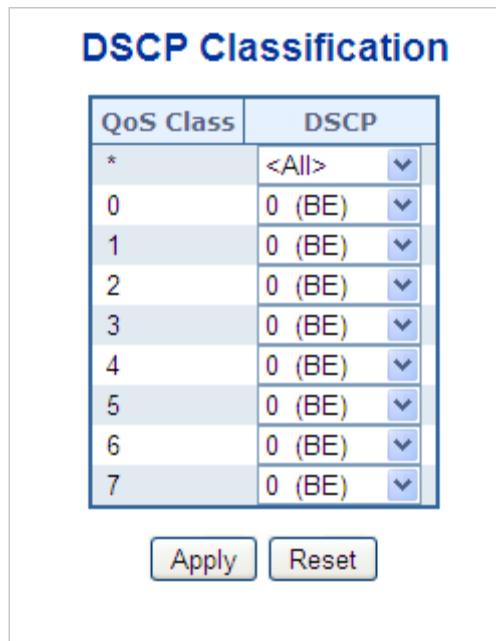 DSCP Classification
QoS Class DSCP
* <All>
0 0 (BE)
1 0 (BE)
2 0 (BE)
3 0 (BE)
4 0 (BE)
5 0 (BE)
6 0 (BE)
7 0 (BE)
Apply Reset